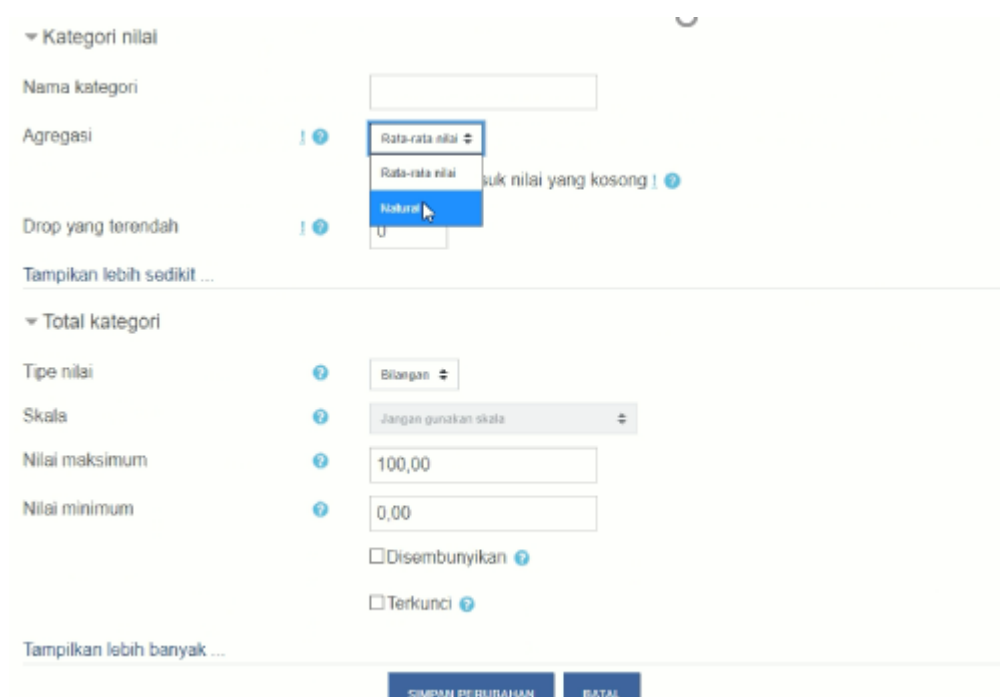 Kategori nilai
Nama kategori
Agregasi ! Rata-rata nilai
Rata-rata nilai
suk nilai yang kosong !
Natural
Drop yang terendah ! 0
Tampikan lebih sedikit ...
Total kategori
Tipe nilai Bilangan
Skala Jangan gunakan skala
Nilai maksimum 100,00
Nilai minimum 0,00
Disembunyikan
Terkunci
Tampilkan lebih banyak ...
SIMPAN PERUBAHAN BATAL